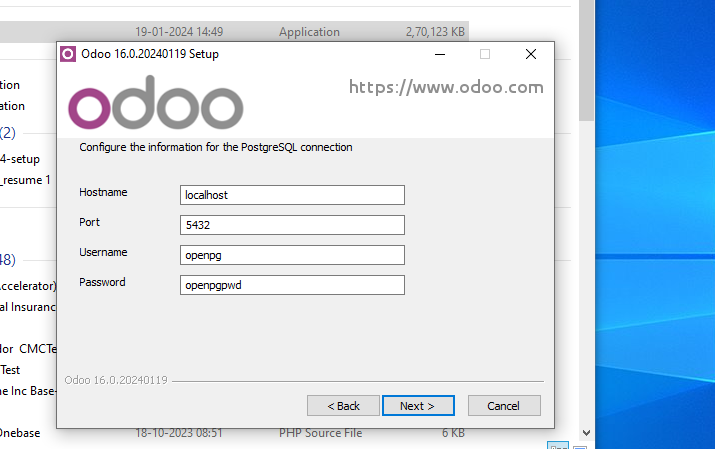 19-01-2024 14:49 Application 2,70,123 KB
Odoo 16.0.20240119 Setup
odoo
https://www.odoo.com
Configure the information for the PostgreSQL connection
Hostname localhost
Port 5432
Username openpg
Password openpgpwd
Odoo 16.0.20240119
< Back Next > Cancel
ation
ation
(2)
4-setup
_resume 1
48)
Accelerator)
al Insuranc
lor CMCTe
Test
ne Inc Base-
Onebase 18-10-2023 08:51 PHP Source File 6 KB